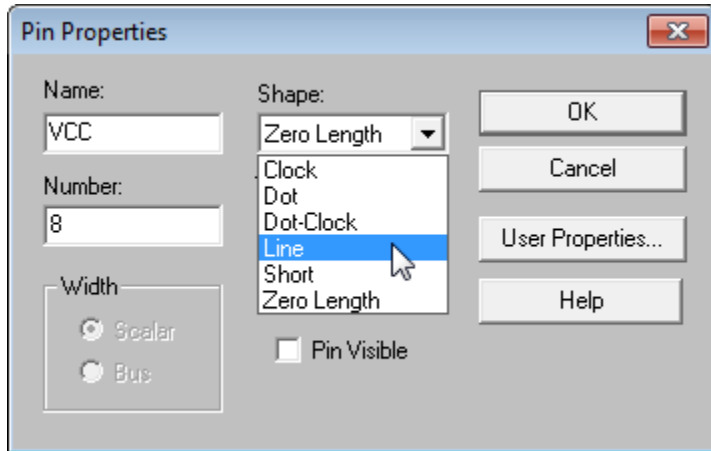 Pin Properties
Name:
VCC
Shape:
Zero Length
OK
Clock
Dot
Dot-Clock
Line
Short
Zero Length
Cancel
Number:
8
User Properties...
Width
Scalar
Bus
Help
Pin Visible